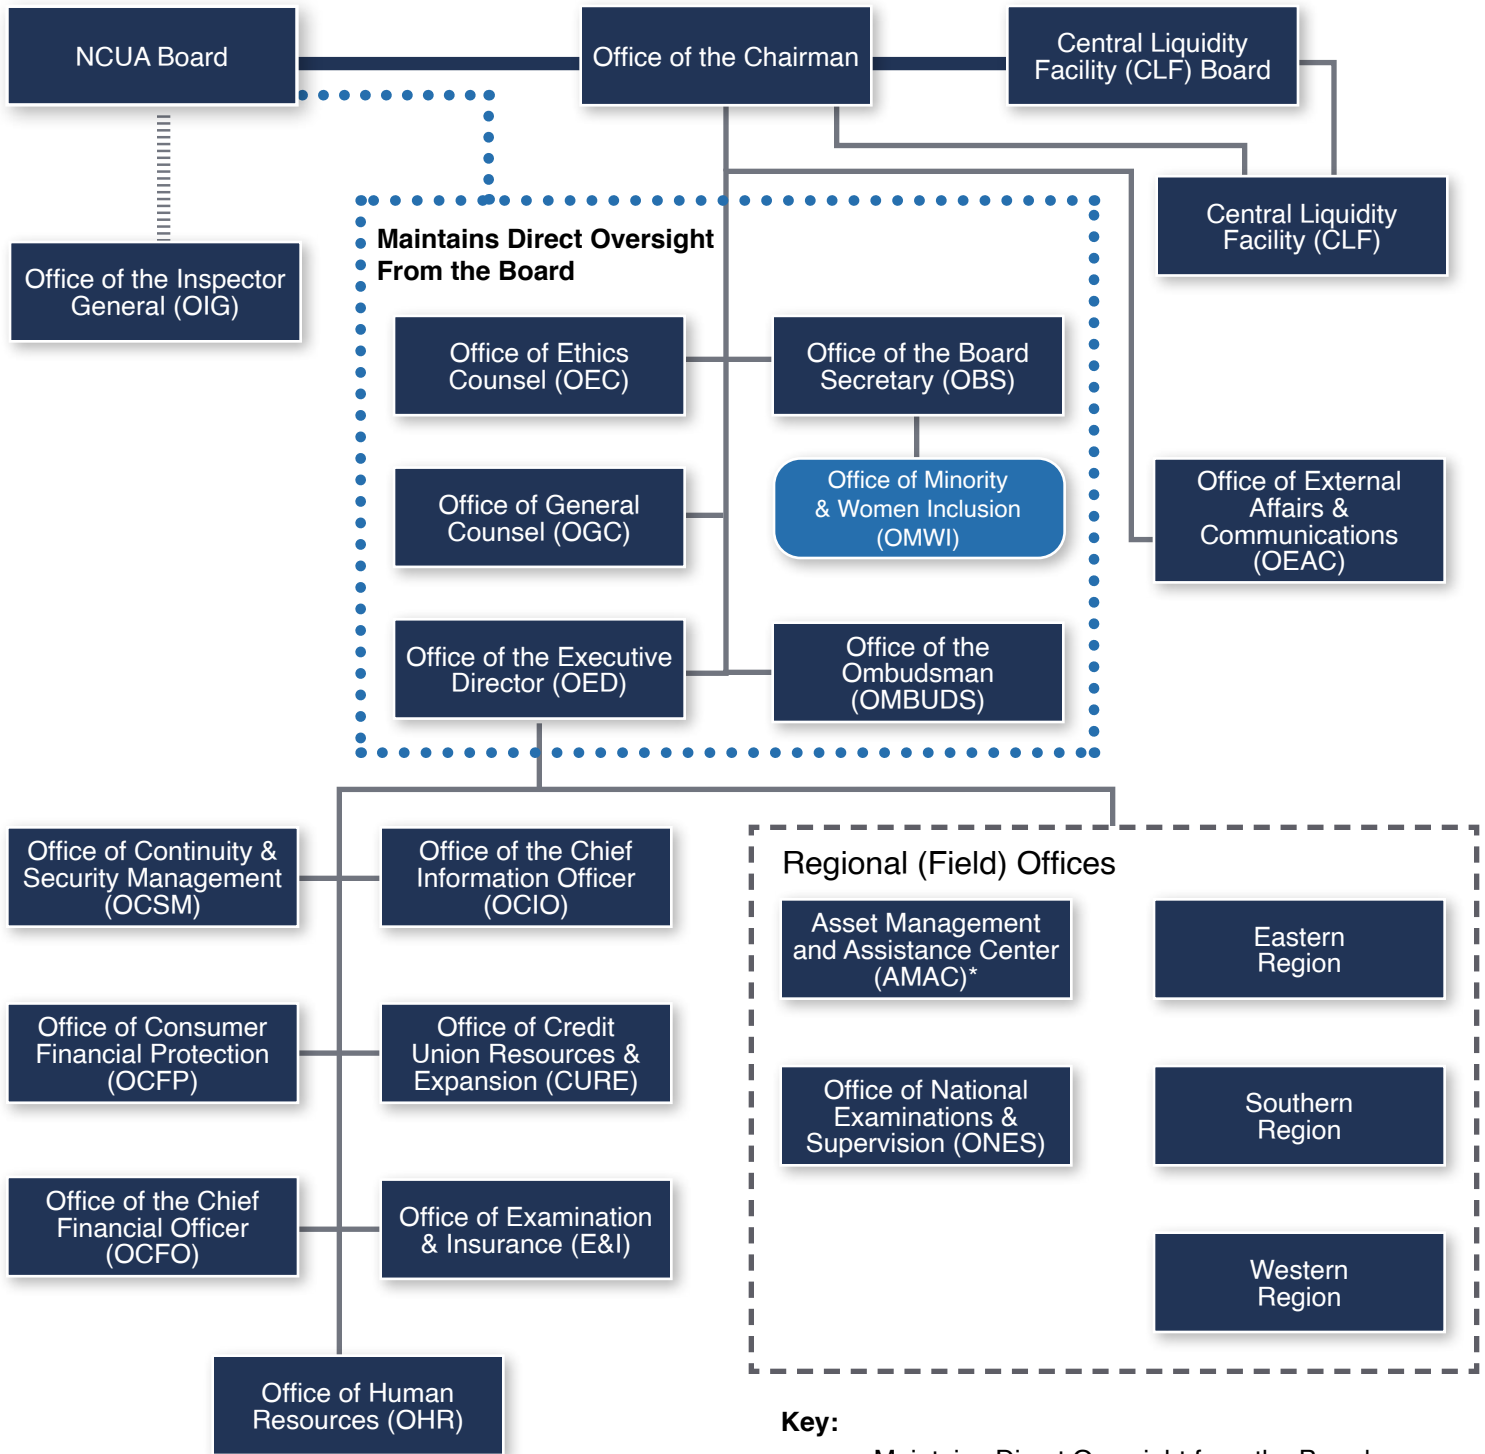 NCUA Board
Office of the Chairman
Central Liquidity
Facility (CLF) Board
Central Liquidity
Facility (CLF)
Office of the Inspector
General (OIG)
Maintains Direct Oversight
From the Board
Office of Ethics
Counsel (OEC)
Office of the Board
Secretary (OBS)
Office of General
Counsel (OGC)
Office of Minority
& Women Inclusion
(OMWI)
Office of External
Affairs &
Communications
(OEAC)
Office of the Executive
Director (OED)
Office of the
Ombudsman
(OMBUDS)
Office of Continuity &
Security Management
(OCSM)
Office of the Chief
Information Officer
(OCIO)
Office of Consumer
Financial Protection
(OCFP)
Office of Credit
Union Resources &
Expansion (CURE)
Office of the Chief
Financial Officer
(OCFO)
Office of Examination
& Insurance (E&I)
Office of Human
Resources (OHR)
Regional (Field) Offices
Asset Management
and Assistance Center
(AMAC)*
Eastern
Region
Office of National
Examinations &
Supervision (ONES)
Southern
Region
Western
Region
Key:
Maintains Direct Oversight from the Board